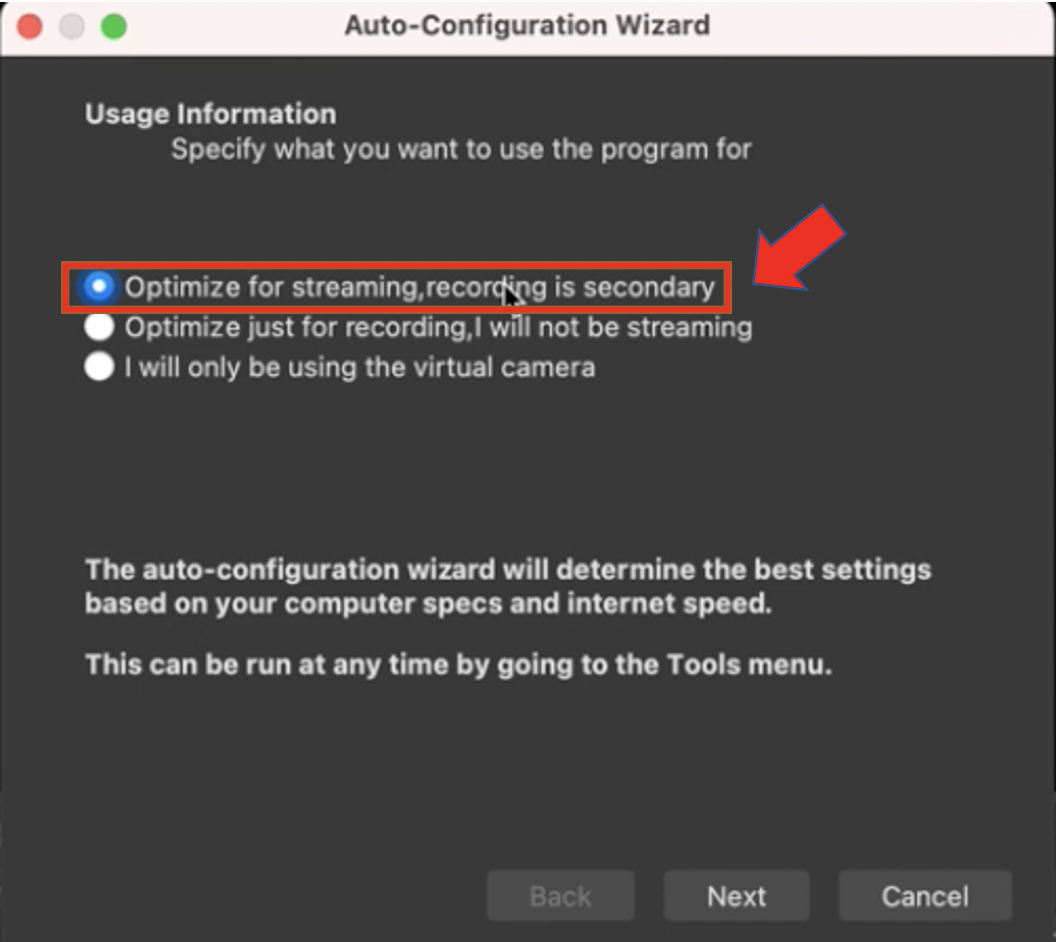 Auto-Configuration Wizard
Usage Information
Specify what you want to use the program for
Optimize for streaming,recording is secondary
Optimize just for recording,I will not be streaming
I will only be using the virtual camera
The auto-configuration wizard will determine the best settings
based on your computer specs and internet speed.
This can be run at any time by going to the Tools menu.
Back
Next
Cancel